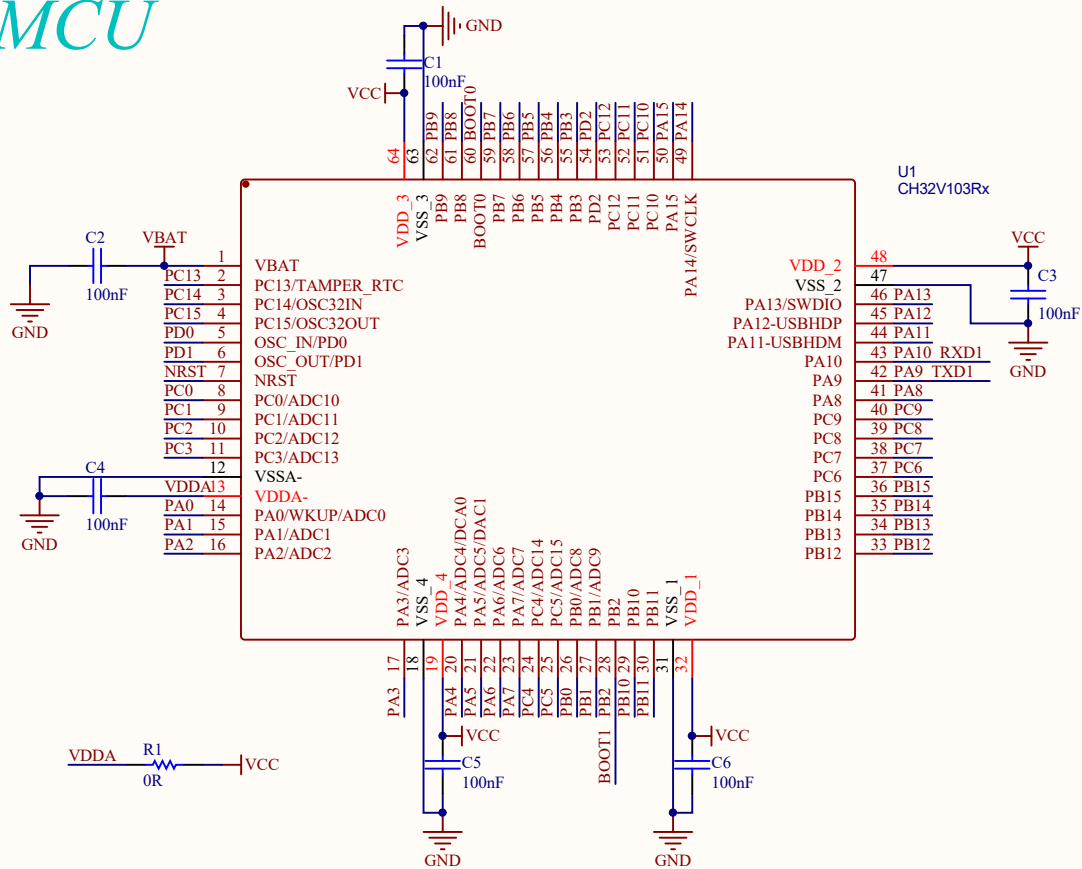 MCU
GND
C1
100nF
VCC
PB9
PB8
BOOT0
PB7
PB6
PB5
PB4
PB3
PD2
PC12
PC11
PC10
PA15
PA14
64
63
62
61
60
59
58
57
56
55
54
53
52
51
50
49
VDD_3
VSS_3
PB9
PB8
BOOT0
PB7
PB6
PB5
PB4
PB3
PD2
PC12
PC11
PC10
PA15
PA14/SWCLK
U1
CH32V103Rx
C2
100nF
GND
VBAT
1 VBAT
PC13 2 PC13/TAMPER_RTC
PC14 3 PC14/OSC32IN
PC15 4 PC15/OSC32OUT
PD0 5 OSC_IN/PD0
PD1 6 OSC_OUT/PD1
NRST 7 NRST
PC0 8 PC0/ADC10
PC1 9 PC1/ADC11
PC2 10 PC2/ADC12
PC3 11 PC3/ADC13
12 VSSA-
VDDA 13 VDDA-
PA0 14 PA0/WKUP/ADC0
PA1 15 PA1/ADC1
PA2 16 PA2/ADC2
C4
100nF
GND
VDD_2 48
VSS_2 47
PA13/SWDIO 46 PA13
PA12-USBHDP 45 PA12
PA11-USBHDM 44 PA11
PA10 43 PA10 RXD1
PA9 42 PA9 TXD1
PA8 41 PA8
PC9 40 PC9
PC8 39 PC8
PC7 38 PC7
PC6 37 PC6
PB15 36 PB15
PB14 35 PB14
PB13 34 PB13
PB12 33 PB12
VCC
C3
100nF
GND
PA3/ADC3
VSS_4
VDD_4
PA4/ADC4/DCA0
PA5/ADC5/DAC1
PA6/ADC6
PA7/ADC7
PC4/ADC14
PC5/ADC15
PB0/ADC8
PB1/ADC9
PB2
PB10
PB11
VSS_1
VDD_1
17
18
19
20
21
22
23
24
25
26
27
28
29
30
31
32
PA3
PA4
PA5
PA6
PA7
PC4
PC5
PB0
PB1
PB2
PB10
PB11
BOOT1
VCC
C5
100nF
GND
VCC
C6
100nF
GND
VDDA
R1
0R
VCC